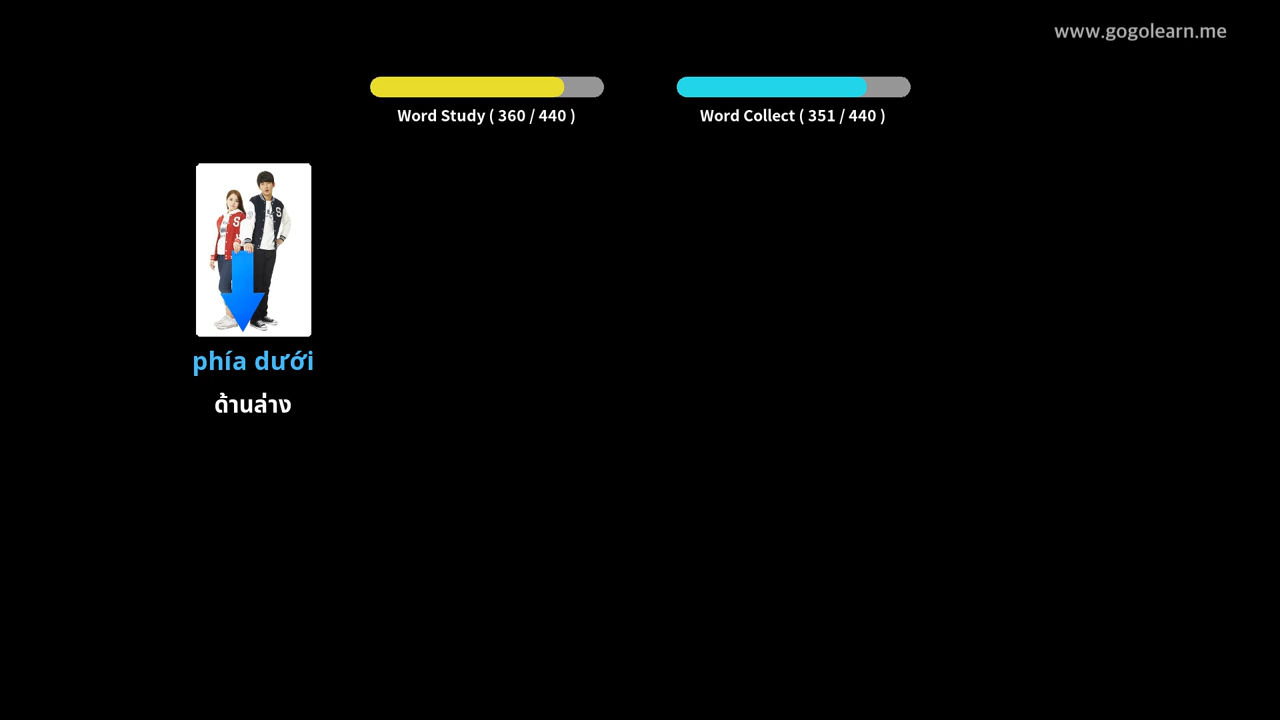 www.gogolearn.me
Word Study ( 360 / 440 )
Word Collect ( 351 / 440 )
S
S
phía dưới
ด้านล่าง